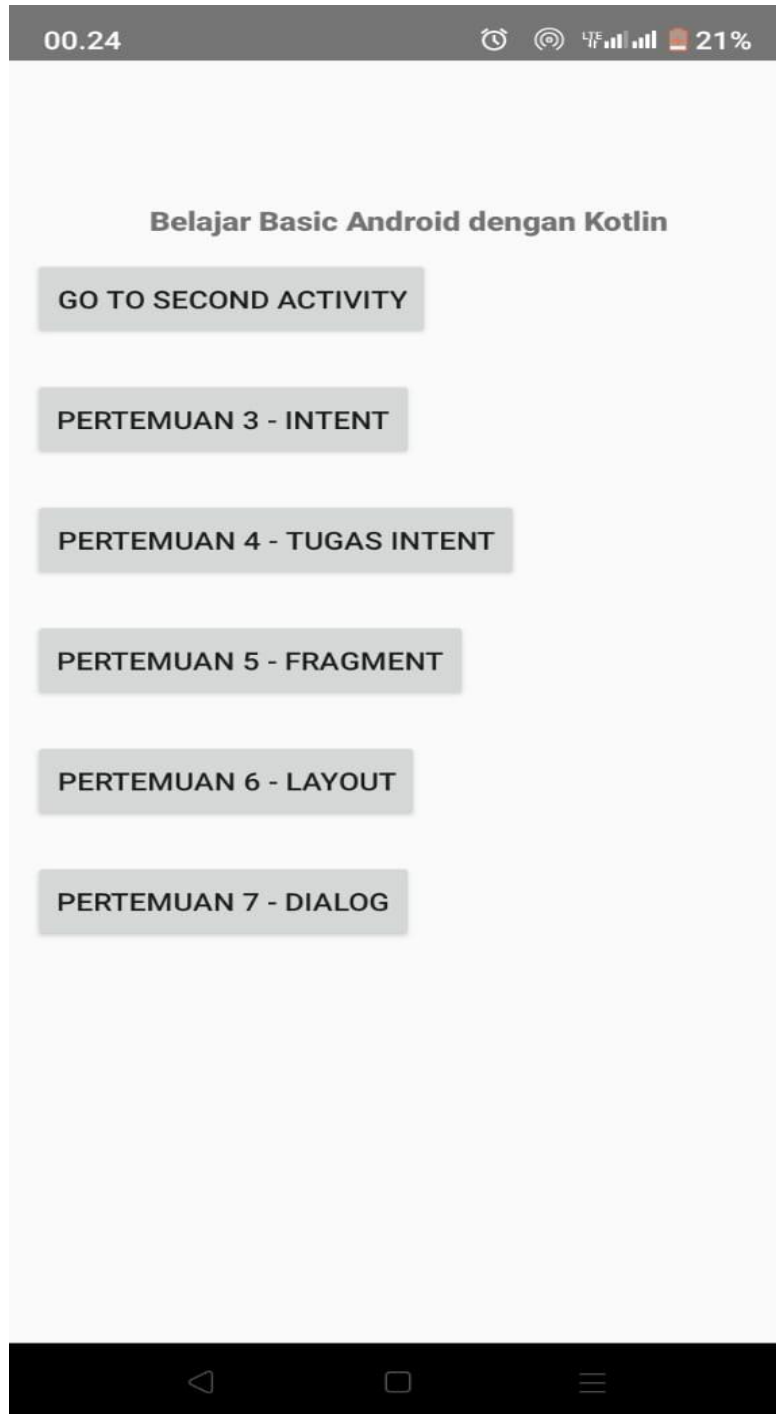 00.24 LTE 21%
Belajar Basic Android dengan Kotlin
GO TO SECOND ACTIVITY
PERTEMUAN 3 - INTENT
PERTEMUAN 4 - TUGAS INTENT
PERTEMUAN 5 - FRAGMENT
PERTEMUAN 6 - LAYOUT
PERTEMUAN 7 - DIALOG